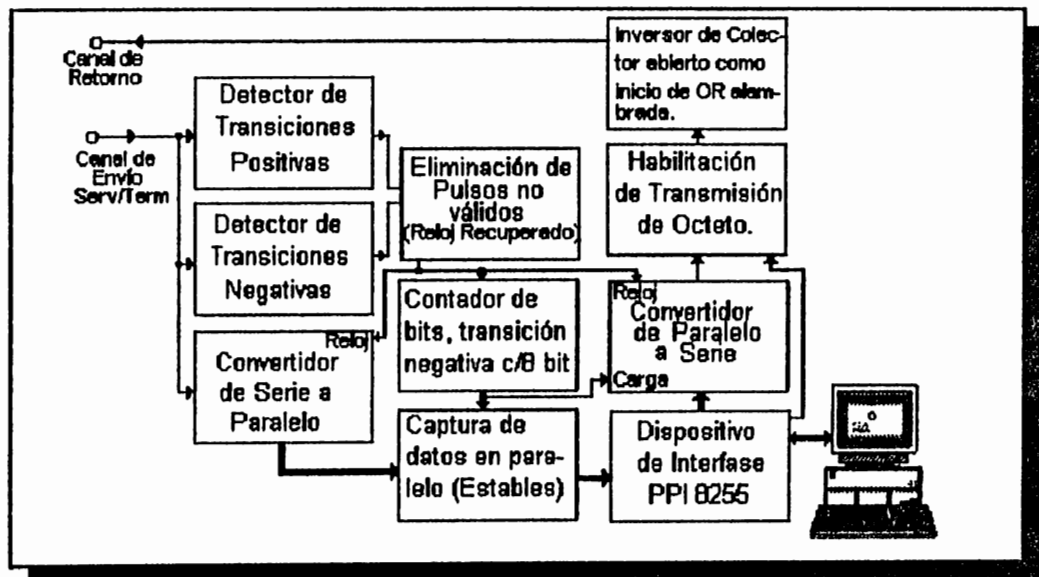 Canal de
Retorno
Canal de
Envío
Serv/Term
Detector de
Transiciones
Positivas
Detector de
Transiciones
Negativas
Reloj
Convertidor
de Serie a
Paralelo
Eliminación de
Pulsos no
válidos
(Reloj Recuperado)
Contador de
bits, transición
negativa c/8 bit
Captura de
datos en para-
lelo (Estables)
Inversor de Colec-
tor abierto como
inicio de OR alam-
brada.
Habilitación
de Transmisión
de Octeto.
Reloj
Convertidor
de Paralelo
a Serie
Carga
Dispositivo
de Interfase
PPI 8255